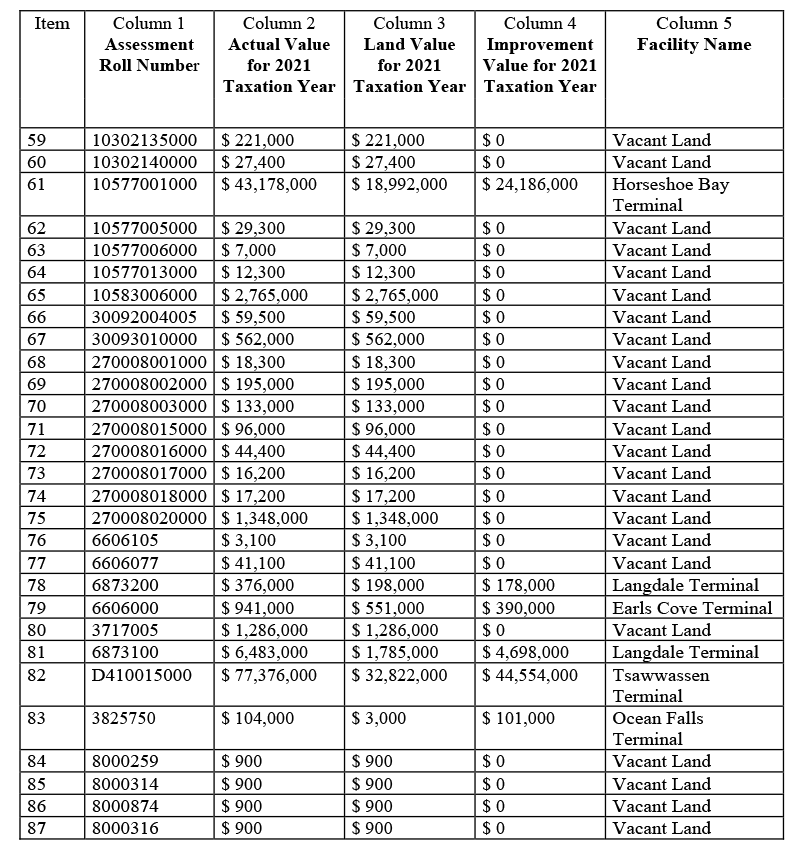 Item Column 1 Column 2 Column 3 Column 4 Column 5
Assessment Actual Value Land Value Improvement Facility Name
Roll Number for 2021 for 2021 Value for 2021
Taxation Year Taxation Year Taxation Year
59 10302135000 $ 221,000 $ 221,000 $ 0 Vacant Land
60 10302140000 $ 27,400 $ 27,400 $ 0 Vacant Land
61 10577001000 $ 43,178,000 $ 18,992,000 $ 24,186,000 Horseshoe Bay
Terminal
62 10577005000 $ 29,300 $ 29,300 $ 0 Vacant Land
63 10577006000 $ 7,000 $ 7,000 $ 0 Vacant Land
64 10577013000 $ 12,300 $ 12,300 $ 0 Vacant Land
65 10583006000 $ 2,765,000 $ 2,765,000 $ 0 Vacant Land
66 30092004005 $ 59,500 $ 59,500 $ 0 Vacant Land
67 30093010000 $ 562,000 $ 562,000 $ 0 Vacant Land
68 270008001000 $ 18,300 $ 18,300 $ 0 Vacant Land
69 270008002000 $ 195,000 $ 195,000 $ 0 Vacant Land
70 270008003000 $ 133,000 $ 133,000 $ 0 Vacant Land
71 270008015000 $ 96,000 $ 96,000 $ 0 Vacant Land
72 270008016000 $ 44,400 $ 44,400 $ 0 Vacant Land
73 270008017000 $ 16,200 $ 16,200 $ 0 Vacant Land
74 270008018000 $ 17,200 $ 17,200 $ 0 Vacant Land
75 270008020000 $ 1,348,000 $ 1,348,000 $ 0 Vacant Land
76 6606105 $ 3,100 $ 3,100 $ 0 Vacant Land
77 6606077 $ 41,100 $ 41,100 $ 0 Vacant Land
78 6873200 $ 376,000 $ 198,000 $ 178,000 Langdale Terminal
79 6606000 $ 941,000 $ 551,000 $ 390,000 Earls Cove Terminal
80 3717005 $ 1,286,000 $ 1,286,000 $ 0 Vacant Land
81 6873100 $ 6,483,000 $ 1,785,000 $ 4,698,000 Langdale Terminal
82 D410015000 $ 77,376,000 $ 32,822,000 $ 44,554,000 Tsawwassen
Terminal
83 3825750 $ 104,000 $ 3,000 $ 101,000 Ocean Falls
Terminal
84 8000259 $ 900 $ 900 $ 0 Vacant Land
85 8000314 $ 900 $ 900 $ 0 Vacant Land
86 8000874 $ 900 $ 900 $ 0 Vacant Land
87 8000316 $ 900 $ 900 $ 0 Vacant Land